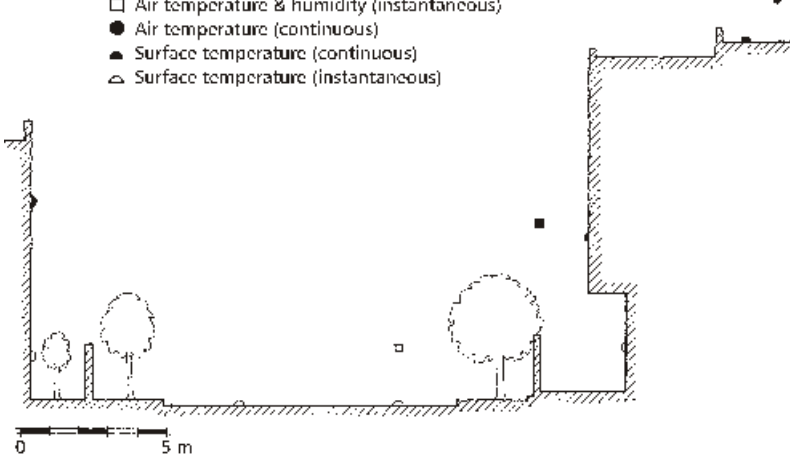 Air temperature & humidity (instantaneous)
Air temperature (continuous)
Surface temperature (continuous)
Surface temperature (instantaneous)
0 5 m